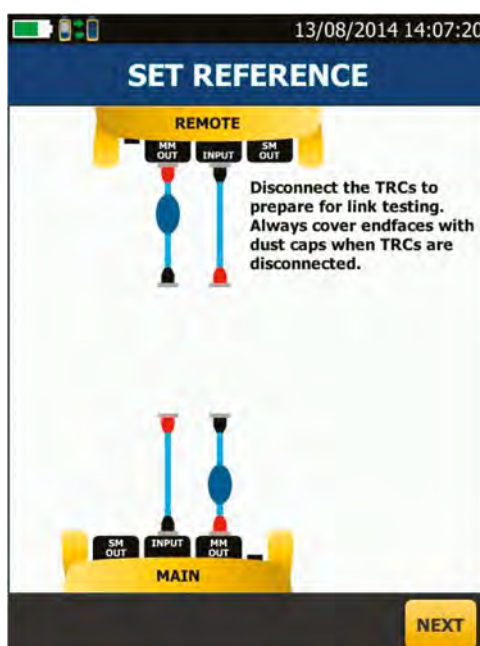 13/08/2014 14:07:20
SET REFERENCE
REMOTE
MM
OUT
INPUT
SM
OUT
Disconnect the TRCs to
prepare for link testing.
Always cover endfaces with
dust caps when TRCs are
disconnected.
SM
OUT
INPUT
MM
OUT
MAIN
NEXT